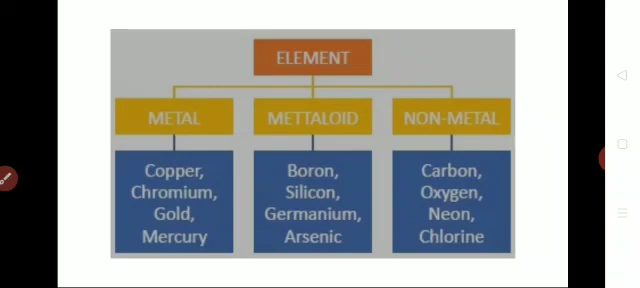 ELEMENT
METAL
METTALOID
NON-METAL
Copper,
Chromium,
Gold,
Mercury
Boron,
Silicon,
Germanium,
Arsenic
Carbon,
Oxygen,
Neon,
Chlorine